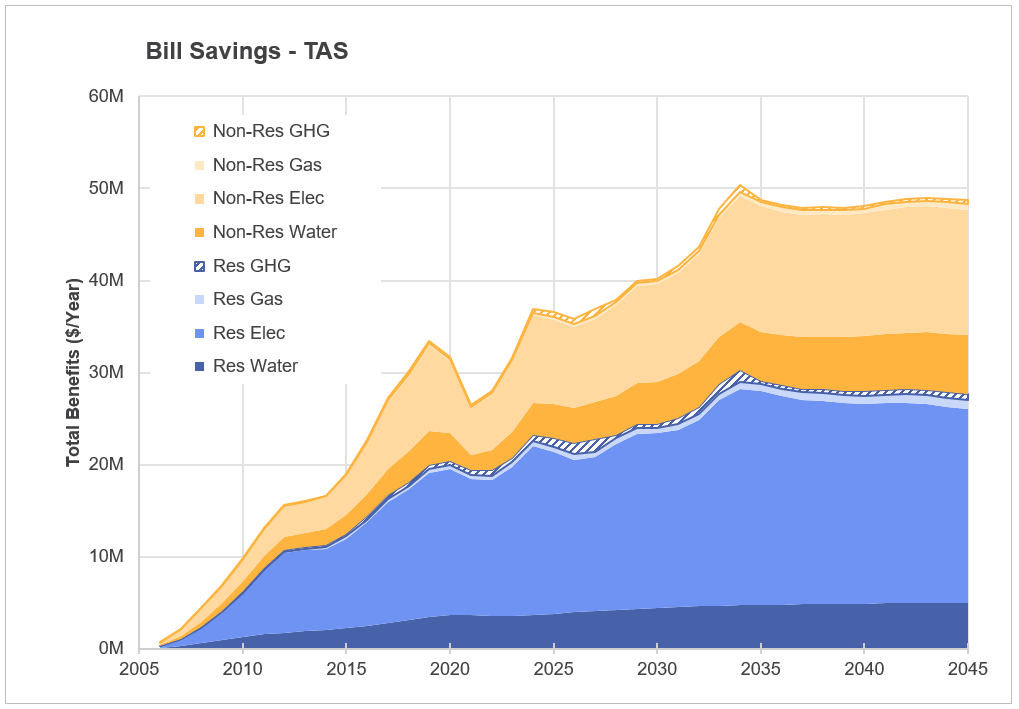 Bill Savings - TAS
Total Benefits ($/Year)
60M
50M
40M
30M
20M
10M
0M
Non-Res GHG
Non-Res Gas
Non-Res Elec
Non-Res Water
Res GHG
Res Gas
Res Elec
Res Water
2005 2010 2015 2020 2025 2030 2035 2040 2045